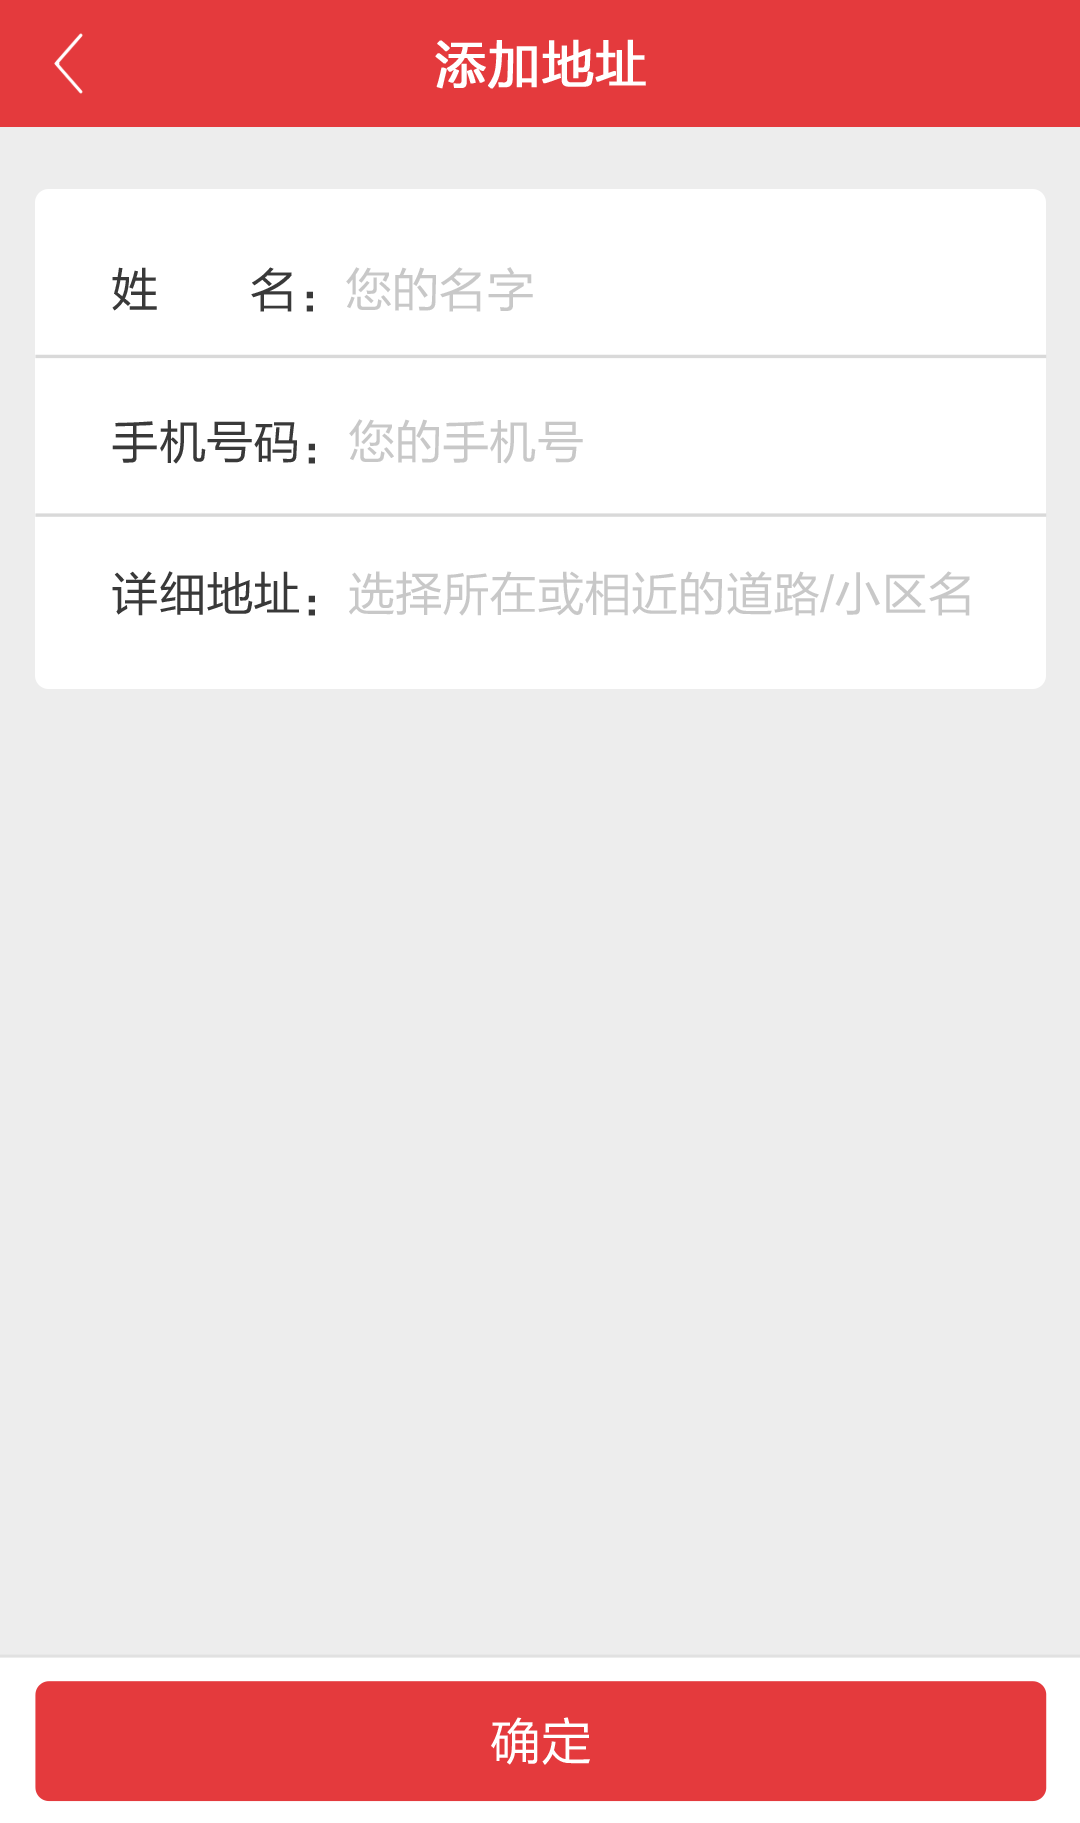 添加地址
姓 名：您的名字
手机号码：您的手机号
详细地址：选择所在或相近的道路/小区名
确定